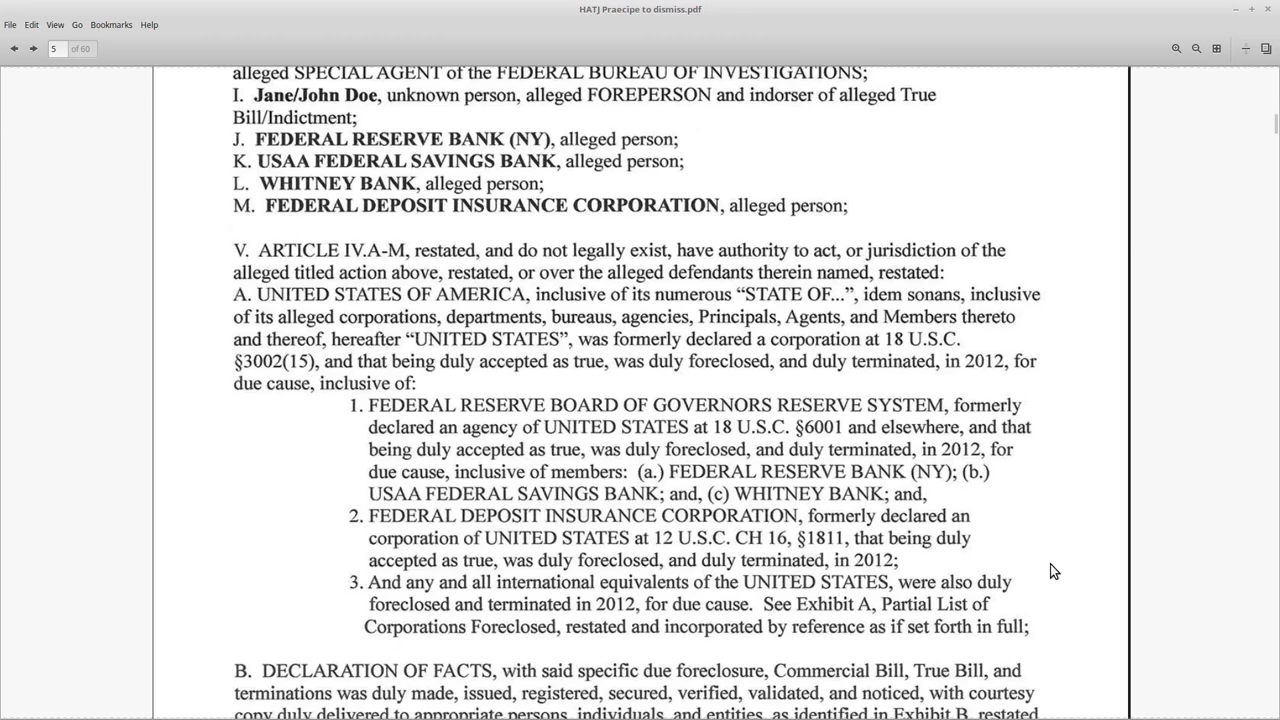 HATJ Praecipe to dismiss.pdf
File Edit View Go Bookmarks Help
5 of 60
alleged SPECIAL AGENT of the FEDERAL BUREAU OF INVESTIGATIONS;
I. Jane/John Doe, unknown person, alleged FOREPERSON and indorser of alleged True
Bill/Indictment;
J. FEDERAL RESERVE BANK (NY), alleged person;
K. USAA FEDERAL SAVINGS BANK, alleged person;
L. WHITNEY BANK, alleged person;
M. FEDERAL DEPOSIT INSURANCE CORPORATION, alleged person;
V. ARTICLE IV.A-M, restated, and do not legally exist, have authority to act, or jurisdiction of the
alleged titled action above, restated, or over the alleged defendants therein named, restated:
A. UNITED STATES OF AMERICA, inclusive of its numerous “STATE OF...”, idem sonans, inclusive
of its alleged corporations, departments, bureaus, agencies, Principals, Agents, and Members thereto
and thereof, hereafter “UNITED STATES”, was formerly declared a corporation at 18 U.S.C.
§3002(15), and that being duly accepted as true, was duly foreclosed, and duly terminated, in 2012, for
due cause, inclusive of:
1. FEDERAL RESERVE BOARD OF GOVERNORS RESERVE SYSTEM, formerly
declared an agency of UNITED STATES at 18 U.S.C. §6001 and elsewhere, and that
being duly accepted as true, was duly foreclosed, and duly terminated, in 2012, for
due cause, inclusive of members: (a.) FEDERAL RESERVE BANK (NY); (b.)
USAA FEDERAL SAVINGS BANK; and, (c) WHITNEY BANK; and,
2. FEDERAL DEPOSIT INSURANCE CORPORATION, formerly declared an
corporation of UNITED STATES at 12 U.S.C. CH 16, §1811, that being duly
accepted as true, was duly foreclosed, and duly terminated, in 2012;
3. And any and all international equivalents of the UNITED STATES, were also duly
foreclosed and terminated in 2012, for due cause. See Exhibit A, Partial List of
Corporations Foreclosed, restated and incorporated by reference as if set forth in full;
B. DECLARATION OF FACTS, with said specific due foreclosure, Commercial Bill, True Bill, and
terminations was duly made, issued, registered, secured, verified, validated, and noticed, with courtesy
copy duly delivered to appropriate persons, individuals, and entities, as identified in Exhibit B, restated